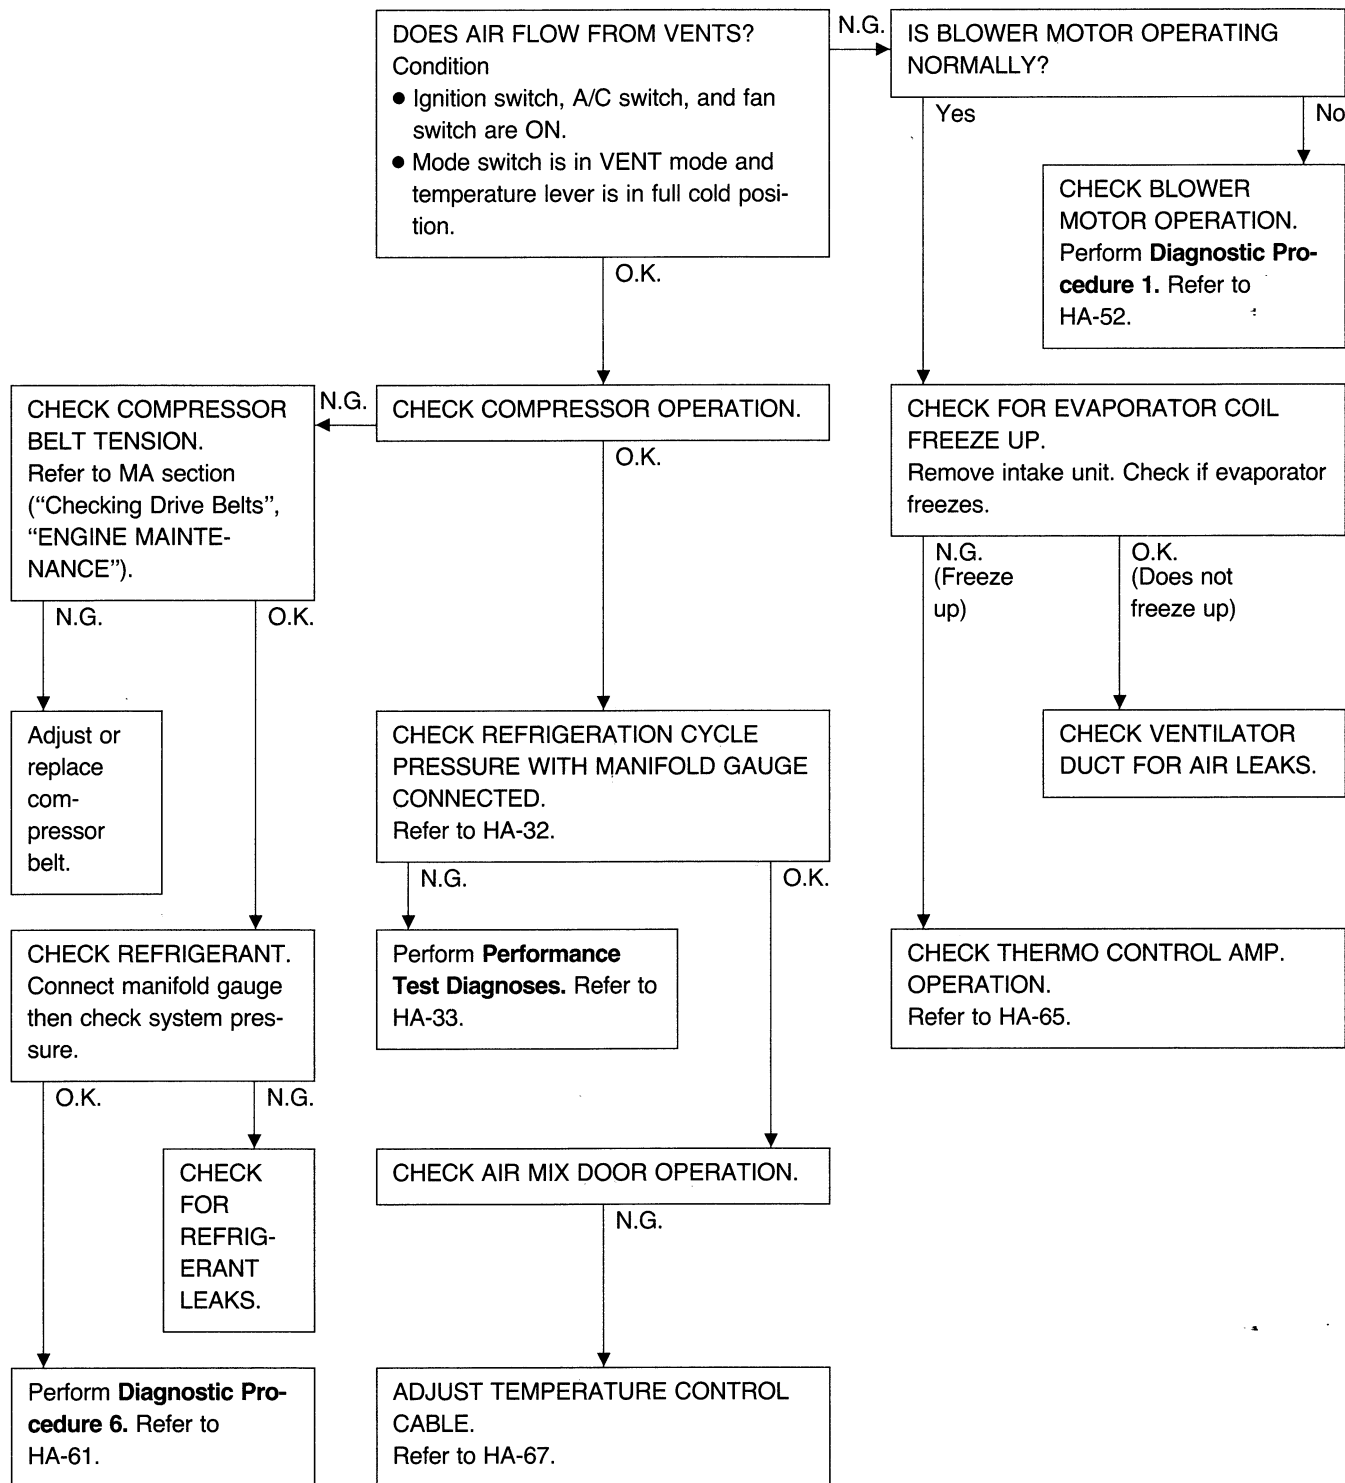 DOES AIR FLOW FROM VENTS?
Condition
● Ignition switch, A/C switch, and fan
switch are ON.
● Mode switch is in VENT mode and
temperature lever is in full cold posi-
tion.
N.G.
IS BLOWER MOTOR OPERATING
NORMALLY?
Yes
No
CHECK BLOWER
MOTOR OPERATION.
Perform Diagnostic Pro-
cedure 1. Refer to
HA-52.
O.K.
CHECK COMPRESSOR
BELT TENSION.
Refer to MA section
(“Checking Drive Belts”,
“ENGINE MAINTE-
NANCE”).
N.G.
CHECK COMPRESSOR OPERATION.
O.K.
CHECK FOR EVAPORATOR COIL
FREEZE UP.
Remove intake unit. Check if evaporator
freezes.
N.G.
(Freeze
up)
O.K.
(Does not
freeze up)
N.G.
O.K.
Adjust or
replace
com-
pressor
belt.
CHECK REFRIGERATION CYCLE
PRESSURE WITH MANIFOLD GAUGE
CONNECTED.
Refer to HA-32.
CHECK VENTILATOR
DUCT FOR AIR LEAKS.
N.G.
O.K.
CHECK REFRIGERANT.
Connect manifold gauge
then check system pres-
sure.
Perform Performance
Test Diagnoses. Refer to
HA-33.
CHECK THERMO CONTROL AMP.
OPERATION.
Refer to HA-65.
O.K.
N.G.
CHECK
FOR
REFRIG-
ERANT
LEAKS.
CHECK AIR MIX DOOR OPERATION.
N.G.
Perform Diagnostic Pro-
cedure 6. Refer to
HA-61.
ADJUST TEMPERATURE CONTROL
CABLE.
Refer to HA-67.